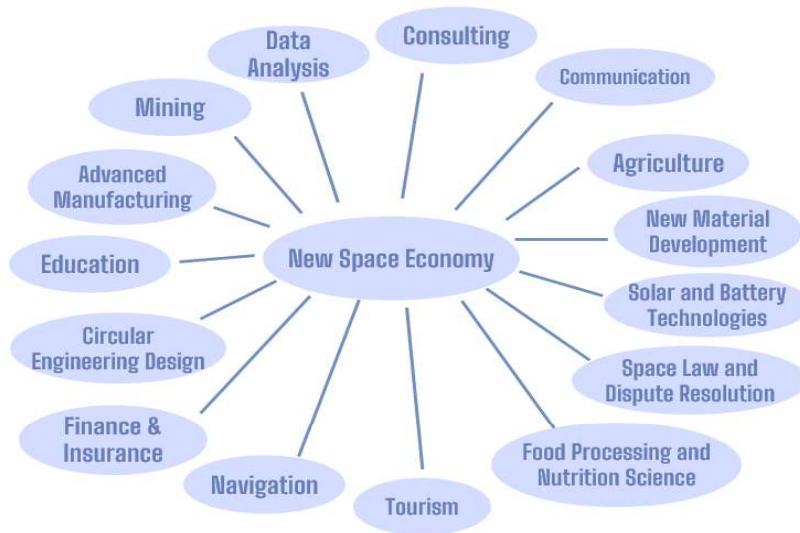 Consulting
Data
Analysis
Communication
Mining
Agriculture
Advanced
Manufacturing
New Material
Development
New Space Economy
Education
Solar and Battery
Technologies
Circular
Engineering Design
Space Law and
Dispute Resolution
Finance &
Insurance
Food Processing and
Nutrition Science
Navigation
Tourism